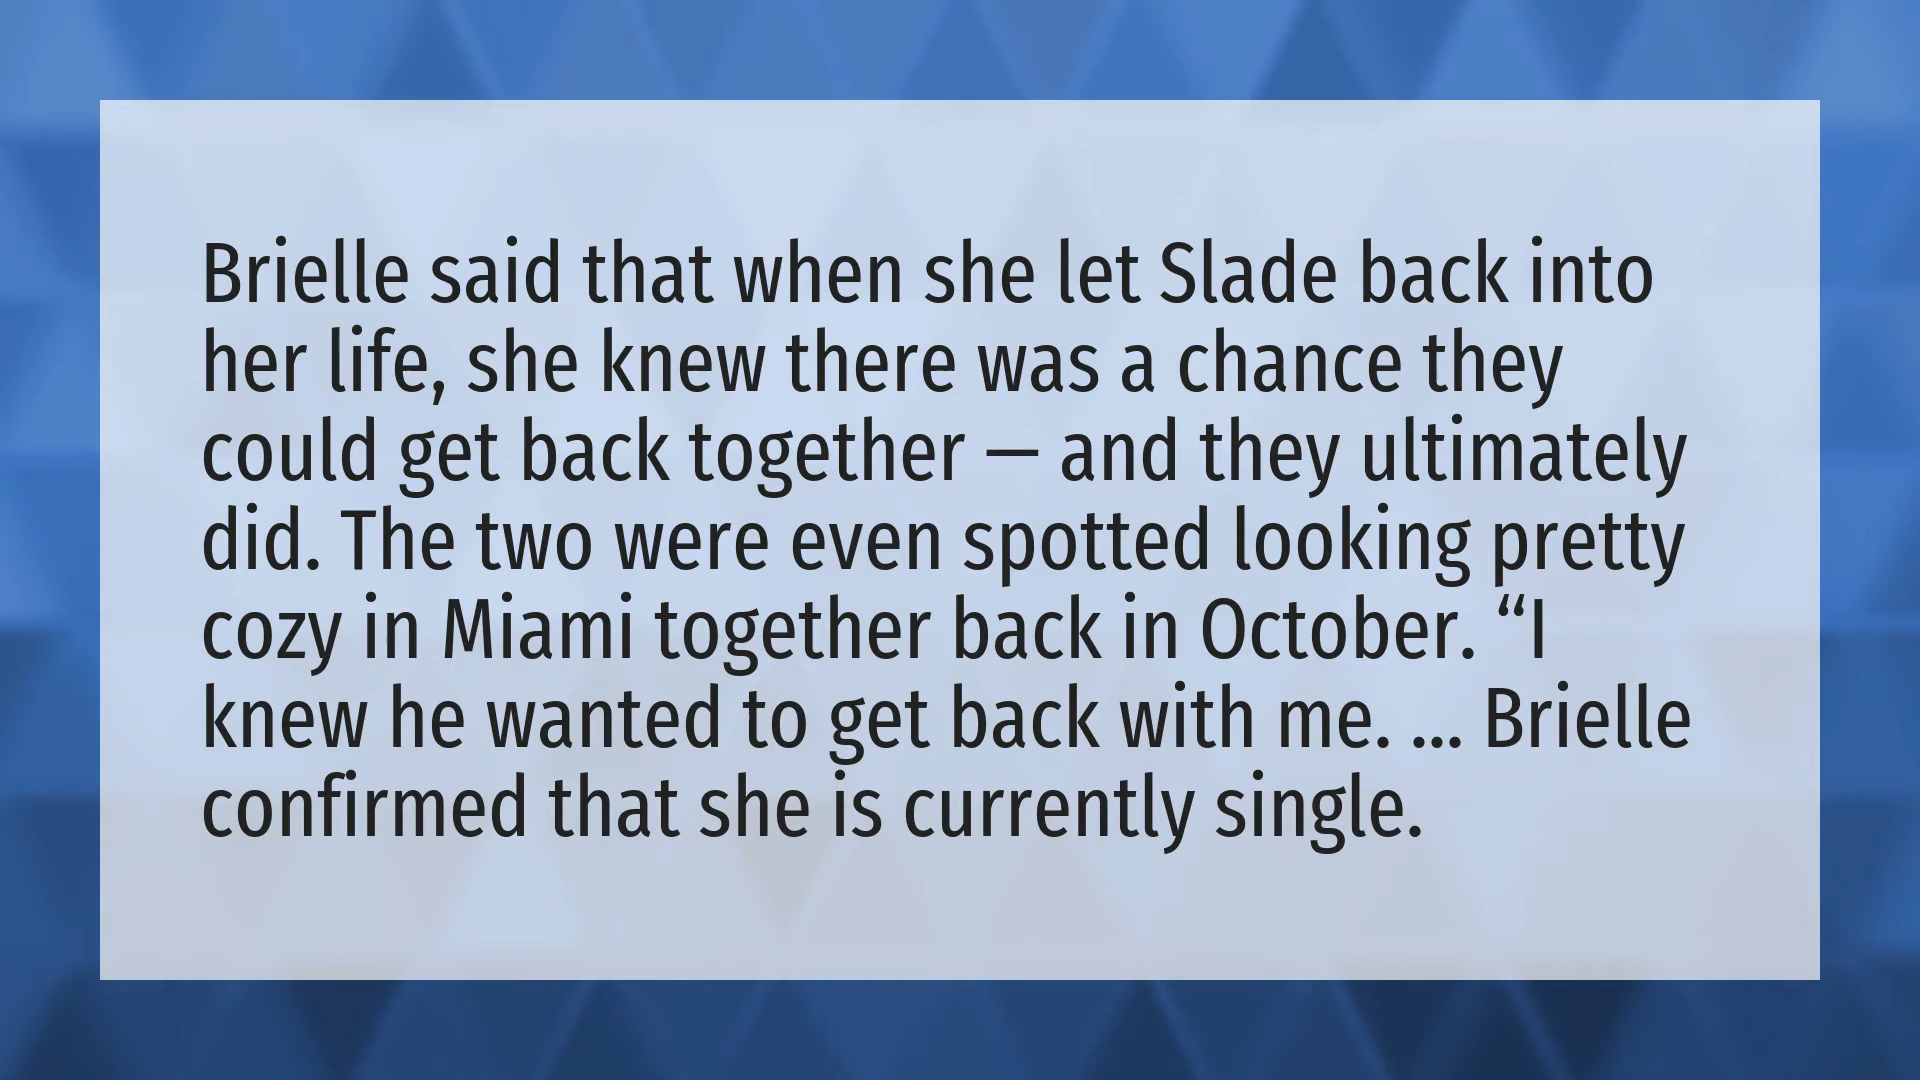 Brielle said that when she let Slade back into
her life, she knew there was a chance they
could get back together — and they ultimately
did. The two were even spotted looking pretty
cozy in Miami together back in October. “I
knew he wanted to get back with me. ... Brielle
confirmed that she is currently single.